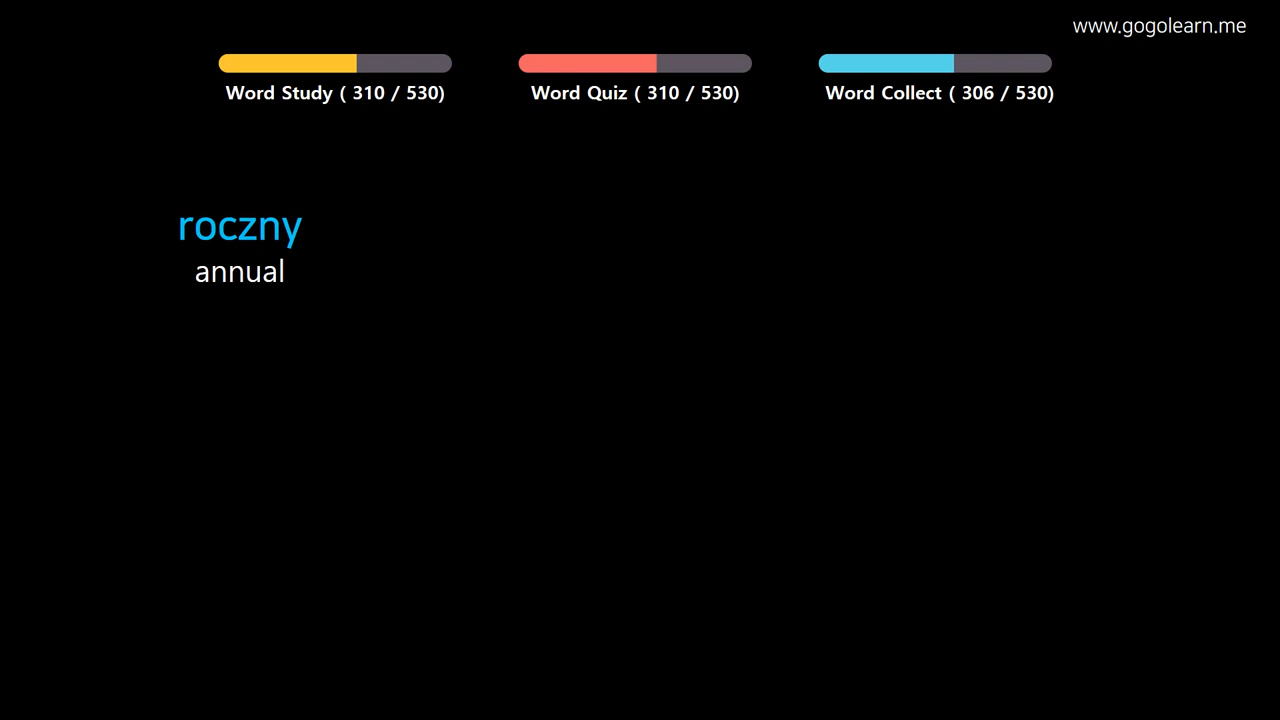 www.gogolearn.me
Word Study ( 310 / 530)
Word Quiz ( 310 / 530)
Word Collect ( 306 / 530)
roczny
annual